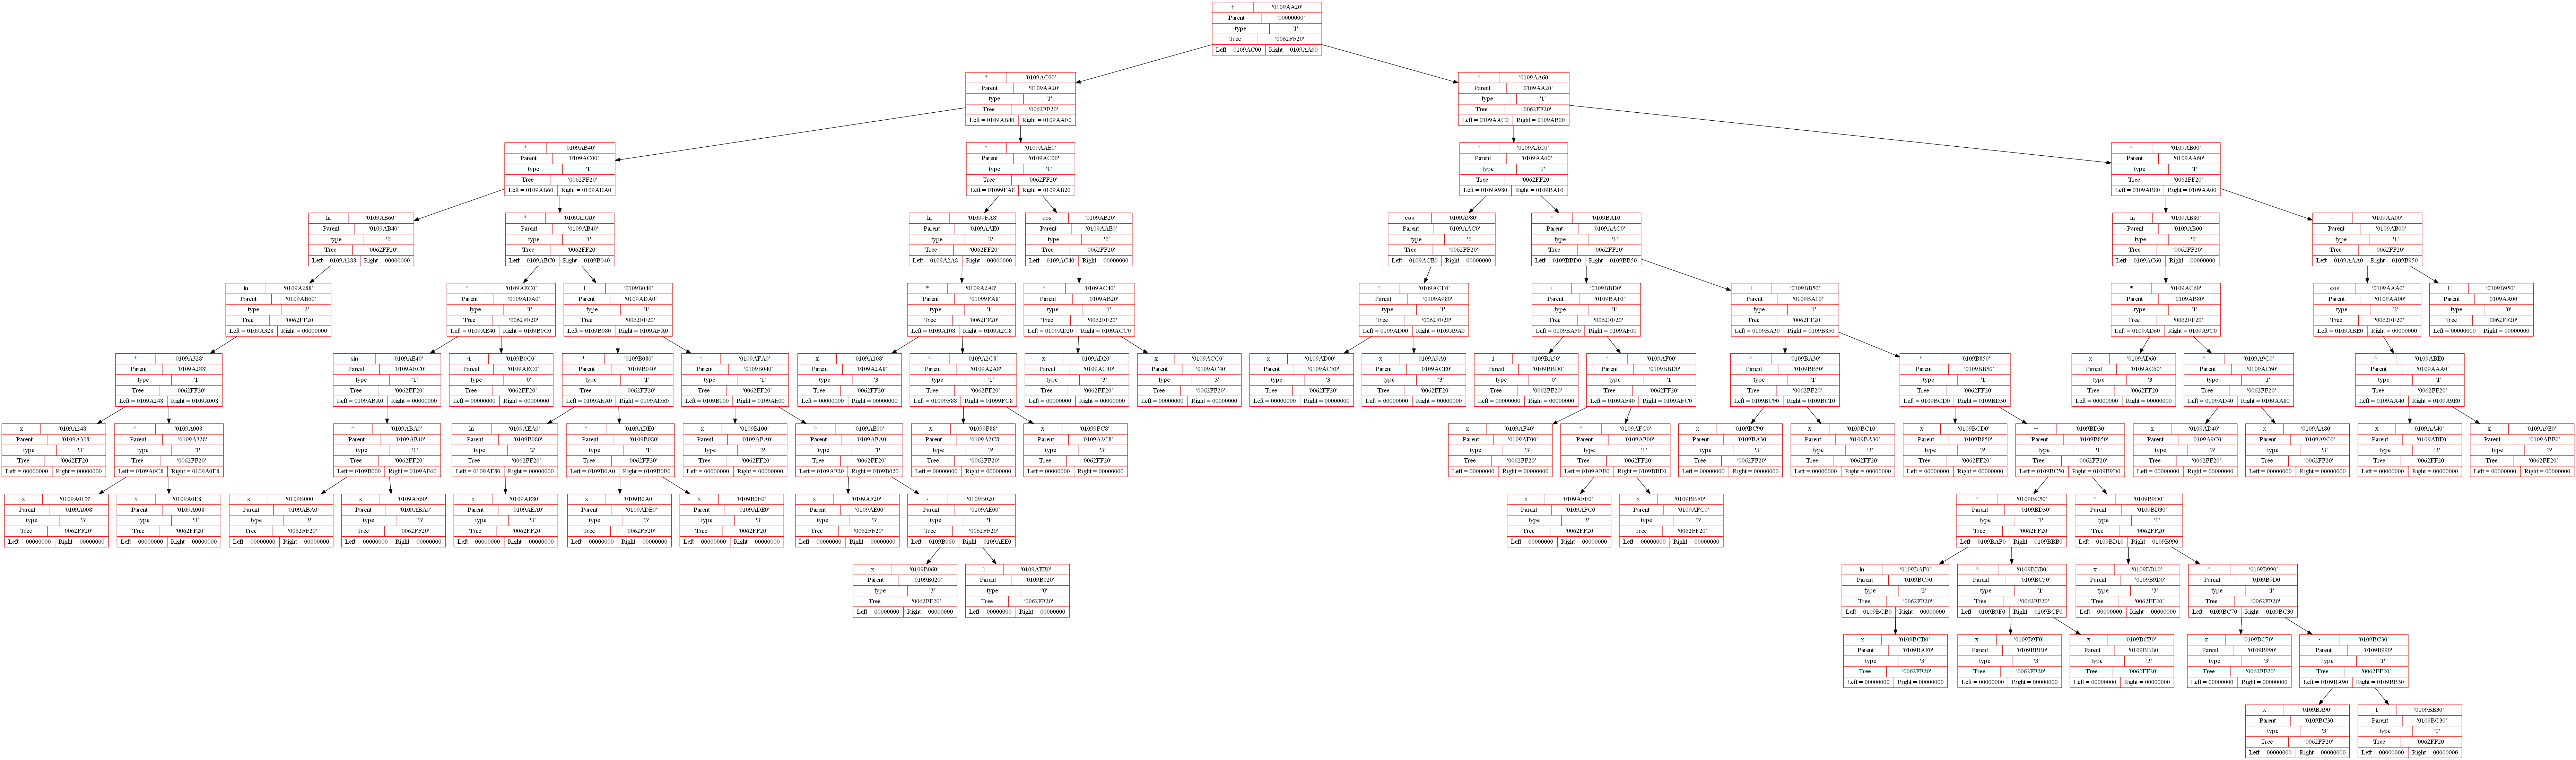 + '0109AA20'
Parent '00000000'
type '1'
Tree '0062FF20'
Left = 0109AC00 Right = 0109AA60
* '0109AC00'
Parent '0109AA20'
type '1'
Tree '0062FF20'
Left = 0109AB40 Right = 0109AAE0
* '0109AA60'
Parent '0109AA20'
type '1'
Tree '0062FF20'
Left = 0109AAC0 Right = 0109AB00
* '0109AB40'
Parent '0109AC00'
type '1'
Tree '0062FF20'
Left = 0109AB60 Right = 0109ADA0
^ '0109AAE0'
Parent '0109AC00'
type '1'
Tree '0062FF20'
Left = 01099FA8 Right = 0109AB20
* '0109AAC0'
Parent '0109AA60'
type '1'
Tree '0062FF20'
Left = 0109A980 Right = 0109BA10
^ '0109AB00'
Parent '0109AA60'
type '1'
Tree '0062FF20'
Left = 0109AB80 Right = 0109AA00
ln '0109AB60'
Parent '0109AB40'
type '2'
Tree '0062FF20'
Left = 0109A288 Right = 00000000
* '0109ADA0'
Parent '0109AB40'
type '1'
Tree '0062FF20'
Left = 0109AEC0 Right = 0109B040
ln '01099FA8'
Parent '0109AAE0'
type '2'
Tree '0062FF20'
Left = 0109A2A8 Right = 00000000
cos '0109AB20'
Parent '0109AAE0'
type '2'
Tree '0062FF20'
Left = 0109AC40 Right = 00000000
cos '0109A980'
Parent '0109AAC0'
type '2'
Tree '0062FF20'
Left = 0109ACE0 Right = 00000000
* '0109BA10'
Parent '0109AAC0'
type '1'
Tree '0062FF20'
Left = 0109BBD0 Right = 0109BB50
ln '0109AB80'
Parent '0109AB00'
type '2'
Tree '0062FF20'
Left = 0109AC60 Right = 00000000
- '0109AA00'
Parent '0109AB00'
type '1'
Tree '0062FF20'
Left = 0109AAA0 Right = 0109B950
ln '0109A288'
Parent '0109AB60'
type '2'
Tree '0062FF20'
Left = 0109A328 Right = 00000000
* '0109AEC0'
Parent '0109ADA0'
type '1'
Tree '0062FF20'
Left = 0109AE40 Right = 0109B0C0
+ '0109B040'
Parent '0109ADA0'
type '1'
Tree '0062FF20'
Left = 0109B080 Right = 0109AFA0
* '0109A2A8'
Parent '01099FA8'
type '1'
Tree '0062FF20'
Left = 0109A108 Right = 0109A2C8
^ '0109AC40'
Parent '0109AB20'
type '1'
Tree '0062FF20'
Left = 0109AD20 Right = 0109ACC0
^ '0109ACE0'
Parent '0109A980'
type '1'
Tree '0062FF20'
Left = 0109AD00 Right = 0109A9A0
/ '0109BBD0'
Parent '0109BA10'
type '1'
Tree '0062FF20'
Left = 0109BA50 Right = 0109AF00
+ '0109BB50'
Parent '0109BA10'
type '1'
Tree '0062FF20'
Left = 0109BA30 Right = 0109B850
* '0109AC60'
Parent '0109AB80'
type '1'
Tree '0062FF20'
Left = 0109AD60 Right = 0109A9C0
cos '0109AAA0'
Parent '0109AA00'
type '2'
Tree '0062FF20'
Left = 0109ABE0 Right = 00000000
1 '0109B950'
Parent '0109AA00'
type '0'
Tree '0062FF20'
Left = 00000000 Right = 00000000
* '0109A328'
Parent '0109A288'
type '1'
Tree '0062FF20'
Left = 0109A248 Right = 0109A008
sin '0109AE40'
Parent '0109AEC0'
type '1'
Tree '0062FF20'
Left = 0109ABA0 Right = 00000000
-1 '0109B0C0'
Parent '0109AEC0'
type '0'
Tree '0062FF20'
Left = 00000000 Right = 00000000
* '0109B080'
Parent '0109B040'
type '1'
Tree '0062FF20'
Left = 0109AEA0 Right = 0109ADE0
* '0109AFA0'
Parent '0109B040'
type '1'
Tree '0062FF20'
Left = 0109B100 Right = 0109AE00
x '0109A108'
Parent '0109A2A8'
type '3'
Tree '0062FF20'
Left = 00000000 Right = 00000000
^ '0109A2C8'
Parent '0109A2A8'
type '1'
Tree '0062FF20'
Left = 01099F88 Right = 01099FC8
x '0109AD20'
Parent '0109AC40'
type '3'
Tree '0062FF20'
Left = 00000000 Right = 00000000
x '0109ACC0'
Parent '0109AC40'
type '3'
Tree '0062FF20'
Left = 00000000 Right = 00000000
x '0109AD00'
Parent '0109ACE0'
type '3'
Tree '0062FF20'
Left = 00000000 Right = 00000000
x '0109A9A0'
Parent '0109ACE0'
type '3'
Tree '0062FF20'
Left = 00000000 Right = 00000000
1 '0109BA50'
Parent '0109BBD0'
type '0'
Tree '0062FF20'
Left = 00000000 Right = 00000000
* '0109AF00'
Parent '0109BBD0'
type '1'
Tree '0062FF20'
Left = 0109AF40 Right = 0109AFC0
^ '0109BA30'
Parent '0109BB50'
type '1'
Tree '0062FF20'
Left = 0109BC90 Right = 0109BC10
* '0109B850'
Parent '0109BB50'
type '1'
Tree '0062FF20'
Left = 0109BCD0 Right = 0109BD30
x '0109AD60'
Parent '0109AC60'
type '3'
Tree '0062FF20'
Left = 00000000 Right = 00000000
^ '0109A9C0'
Parent '0109AC60'
type '1'
Tree '0062FF20'
Left = 0109AD40 Right = 0109AA80
^ '0109ABE0'
Parent '0109AAA0'
type '1'
Tree '0062FF20'
Left = 0109AA40 Right = 0109A9E0
x '0109A248'
Parent '0109A328'
type '3'
Tree '0062FF20'
Left = 00000000 Right = 00000000
^ '0109A008'
Parent '0109A328'
type '1'
Tree '0062FF20'
Left = 0109A0C8 Right = 0109A0E8
^ '0109ABA0'
Parent '0109AE40'
type '1'
Tree '0062FF20'
Left = 0109B000 Right = 0109AE60
ln '0109AEA0'
Parent '0109B080'
type '2'
Tree '0062FF20'
Left = 0109AE80 Right = 00000000
^ '0109ADE0'
Parent '0109B080'
type '1'
Tree '0062FF20'
Left = 0109B0A0 Right = 0109B0E0
x '0109B100'
Parent '0109AFA0'
type '3'
Tree '0062FF20'
Left = 00000000 Right = 00000000
^ '0109AE00'
Parent '0109AFA0'
type '1'
Tree '0062FF20'
Left = 0109AF20 Right = 0109B020
x '01099F88'
Parent '0109A2C8'
type '3'
Tree '0062FF20'
Left = 00000000 Right = 00000000
x '01099FC8'
Parent '0109A2C8'
type '3'
Tree '0062FF20'
Left = 00000000 Right = 00000000
x '0109AF40'
Parent '0109AF00'
type '3'
Tree '0062FF20'
Left = 00000000 Right = 00000000
^ '0109AFC0'
Parent '0109AF00'
type '1'
Tree '0062FF20'
Left = 0109AFE0 Right = 0109BBF0
x '0109BC90'
Parent '0109BA30'
type '3'
Tree '0062FF20'
Left = 00000000 Right = 00000000
x '0109BC10'
Parent '0109BA30'
type '3'
Tree '0062FF20'
Left = 00000000 Right = 00000000
x '0109BCD0'
Parent '0109B850'
type '3'
Tree '0062FF20'
Left = 00000000 Right = 00000000
+ '0109BD30'
Parent '0109B850'
type '1'
Tree '0062FF20'
Left = 0109BC50 Right = 0109B9D0
x '0109AD40'
Parent '0109A9C0'
type '3'
Tree '0062FF20'
Left = 00000000 Right = 00000000
x '0109AA80'
Parent '0109A9C0'
type '3'
Tree '0062FF20'
Left = 00000000 Right = 00000000
x '0109AA40'
Parent '0109ABE0'
type '3'
Tree '0062FF20'
Left = 00000000 Right = 00000000
x '0109A9E0'
Parent '0109ABE0'
type '3'
Tree '0062FF20'
Left = 00000000 Right = 00000000
x '0109A0C8'
Parent '0109A008'
type '3'
Tree '0062FF20'
Left = 00000000 Right = 00000000
x '0109A0E8'
Parent '0109A008'
type '3'
Tree '0062FF20'
Left = 00000000 Right = 00000000
x '0109B000'
Parent '0109ABA0'
type '3'
Tree '0062FF20'
Left = 00000000 Right = 00000000
x '0109AE60'
Parent '0109ABA0'
type '3'
Tree '0062FF20'
Left = 00000000 Right = 00000000
x '0109AE80'
Parent '0109AEA0'
type '3'
Tree '0062FF20'
Left = 00000000 Right = 00000000
x '0109B0A0'
Parent '0109ADE0'
type '3'
Tree '0062FF20'
Left = 00000000 Right = 00000000
x '0109B0E0'
Parent '0109ADE0'
type '3'
Tree '0062FF20'
Left = 00000000 Right = 00000000
x '0109AF20'
Parent '0109AE00'
type '3'
Tree '0062FF20'
Left = 00000000 Right = 00000000
- '0109B020'
Parent '0109AE00'
type '1'
Tree '0062FF20'
Left = 0109B060 Right = 0109AEE0
x '0109AFE0'
Parent '0109AFC0'
type '3'
Tree '0062FF20'
Left = 00000000 Right = 00000000
x '0109BBF0'
Parent '0109AFC0'
type '3'
Tree '0062FF20'
Left = 00000000 Right = 00000000
* '0109BC50'
Parent '0109BD30'
type '1'
Tree '0062FF20'
Left = 0109BAF0 Right = 0109BBB0
* '0109B9D0'
Parent '0109BD30'
type '1'
Tree '0062FF20'
Left = 0109BD10 Right = 0109B990
x '0109B060'
Parent '0109B020'
type '3'
Tree '0062FF20'
Left = 00000000 Right = 00000000
1 '0109AEE0'
Parent '0109B020'
type '0'
Tree '0062FF20'
Left = 00000000 Right = 00000000
ln '0109BAF0'
Parent '0109BC50'
type '2'
Tree '0062FF20'
Left = 0109BCB0 Right = 00000000
^ '0109BBB0'
Parent '0109BC50'
type '1'
Tree '0062FF20'
Left = 0109B9F0 Right = 0109BCF0
x '0109BD10'
Parent '0109B9D0'
type '3'
Tree '0062FF20'
Left = 00000000 Right = 00000000
^ '0109B990'
Parent '0109B9D0'
type '1'
Tree '0062FF20'
Left = 0109BC70 Right = 0109BC30
x '0109BCB0'
Parent '0109BAF0'
type '3'
Tree '0062FF20'
Left = 00000000 Right = 00000000
x '0109B9F0'
Parent '0109BBB0'
type '3'
Tree '0062FF20'
Left = 00000000 Right = 00000000
x '0109BCF0'
Parent '0109BBB0'
type '3'
Tree '0062FF20'
Left = 00000000 Right = 00000000
x '0109BC70'
Parent '0109B990'
type '3'
Tree '0062FF20'
Left = 00000000 Right = 00000000
- '0109BC30'
Parent '0109B990'
type '1'
Tree '0062FF20'
Left = 0109BA90 Right = 0109BB30
x '0109BA90'
Parent '0109BC30'
type '3'
Tree '0062FF20'
Left = 00000000 Right = 00000000
1 '0109BB30'
Parent '0109BC30'
type '0'
Tree '0062FF20'
Left = 00000000 Right = 00000000